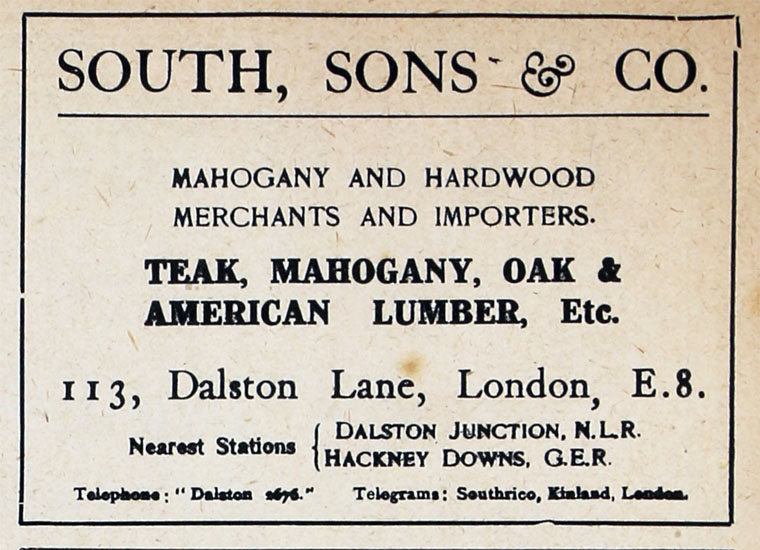 SOUTH, SONS & CO.
MAHOGANY AND HARDWOOD
MERCHANTS AND IMPORTERS.
TEAK, MAHOGANY, OAK &
AMERICAN LUMBER, Etc.
113, Dalston Lane, London, E.8.
Nearest Stations { DALSTON JUNCTION, N.L.R.
HACKNEY DOWNS, G.E.R.
Telephone: "Dalston 2676." Telegrams: Southrico, Kinland, London.